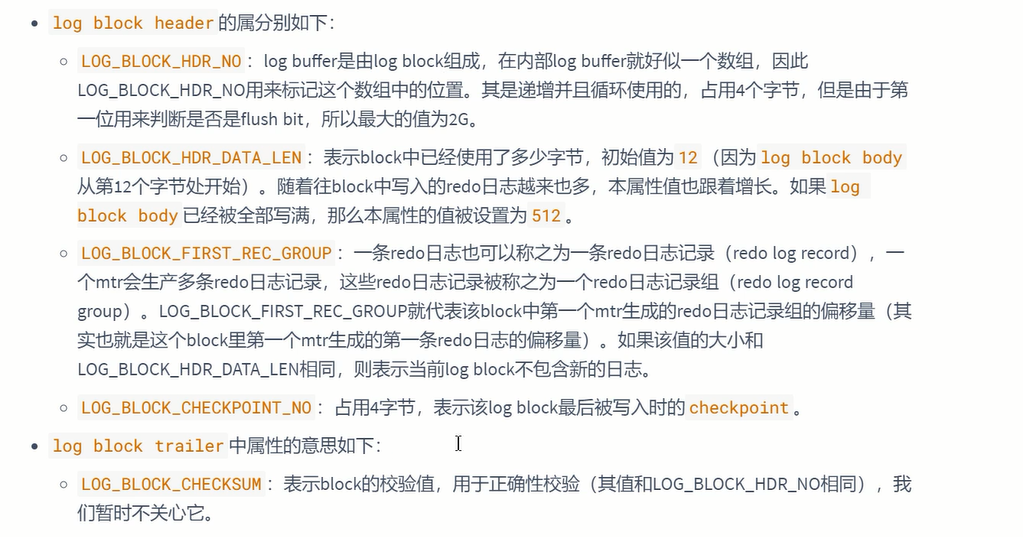 log block header的属分别如下：
LOG_BLOCK_HDR_NO：log buffer是由log block组成，在内部log buffer就好似一个数组，因此
LOG_BLOCK_HDR_NO用来标记这个数组中的位置。其是递增并且循环使用的，占用4个字节，但是由于第
一位用来判断是否是flush bit，所以最大的值为2G。
LOG_BLOCK_HDR_DATA_LEN：表示block中已经使用了多少字节，初始值为12（因为log block body
从第12个字节处开始）。随着往block中写入的redo日志越来也多，本属性值也跟着增长。如果log
block body已经被全部写满，那么本属性的值被设置为512。
LOG_BLOCK_FIRST_REC_GROUP：一条redo日志也可以称之为一条redo日志记录（redo log record），一
个mtr会生产多条redo日志记录，这些redo日志记录被称之为一个redo日志记录组（redo log record
group）。LOG_BLOCK_FIRST_REC_GROUP就代表该block中第一个mtr生成的redo日志记录组的偏移量（其
实也就是这个block里第一个mtr生成的第一条redo日志的偏移量）。如果该值的大小和
LOG_BLOCK_HDR_DATA_LEN相同，则表示当前log block不包含新的日志。
LOG_BLOCK_CHECKPOINT_NO：占用4字节，表示该log block最后被写入时的checkpoint。
log block trailer中属性的意思如下：
LOG_BLOCK_CHECKSUM：表示block的校验值，用于正确性校验（其值和LOG_BLOCK_HDR_NO相同），我
们暂时不关心它。